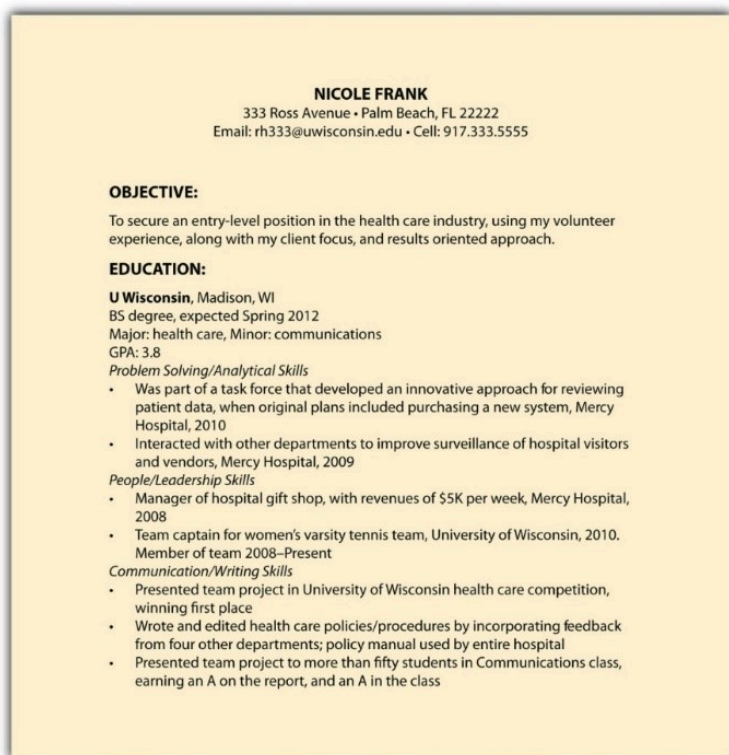 NICOLE FRANK
333 Ross Avenue • Palm Beach, FL 22222
Email: rh333@uwisconsin.edu • Cell: 917.333.5555
OBJECTIVE:
To secure an entry-level position in the health care industry, using my volunteer
experience, along with my client focus, and results oriented approach.
EDUCATION:
U Wisconsin, Madison, WI
BS degree, expected Spring 2012
Major: health care, Minor: communications
GPA: 3.8
Problem Solving/Analytical Skills
• Was part of a task force that developed an innovative approach for reviewing
patient data, when original plans included purchasing a new system, Mercy
Hospital, 2010
• Interacted with other departments to improve surveillance of hospital visitors
and vendors, Mercy Hospital, 2009
People/Leadership Skills
• Manager of hospital gift shop, with revenues of $5K per week, Mercy Hospital,
2008
• Team captain for women's varsity tennis team, University of Wisconsin, 2010.
Member of team 2008–Present
Communication/Writing Skills
• Presented team project in University of Wisconsin health care competition,
winning first place
• Wrote and edited health care policies/procedures by incorporating feedback
from four other departments; policy manual used by entire hospital
• Presented team project to more than fifty students in Communications class,
earning an A on the report, and an A in the class